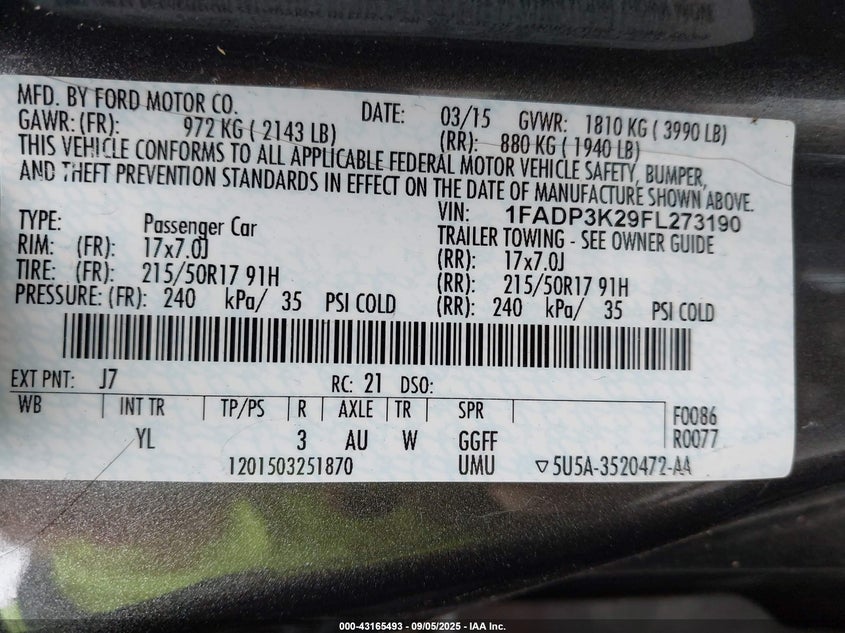 MFD. BY FORD MOTOR CO. DATE: 03/15 GVWR: 1810 KG ( 3990 LB)
GAWR: (FR): 972 KG ( 2143 LB) (RR): 880 KG ( 1940 LB)
THIS VEHICLE CONFORMS TO ALL APPLICABLE FEDERAL MOTOR VEHICLE SAFETY, BUMPER,
AND THEFT PREVENTION STANDARDS IN EFFECT ON THE DATE OF MANUFACTURE SHOWN ABOVE.
VIN: 1FADP3K29FL273190
TYPE: Passenger Car TRAILER TOWING - SEE OWNER GUIDE
RIM: (FR): 17x7.0J (RR): 17x7.0J
TIRE: (FR): 215/50R17 91H (RR): 215/50R17 91H
PRESSURE: (FR): 240 kPa/ 35 PSI COLD (RR): 240 kPa/ 35 PSI COLD
EXT PNT: J7 RC: 21 DSO:
WB INT TR TP/PS R AXLE TR SPR F0086
YL 3 AU W GGFF R0077
1201503251870 UMU ▽5U5A-3520472-AA
000-43165493 - 09/05/2025 - IAA Inc.